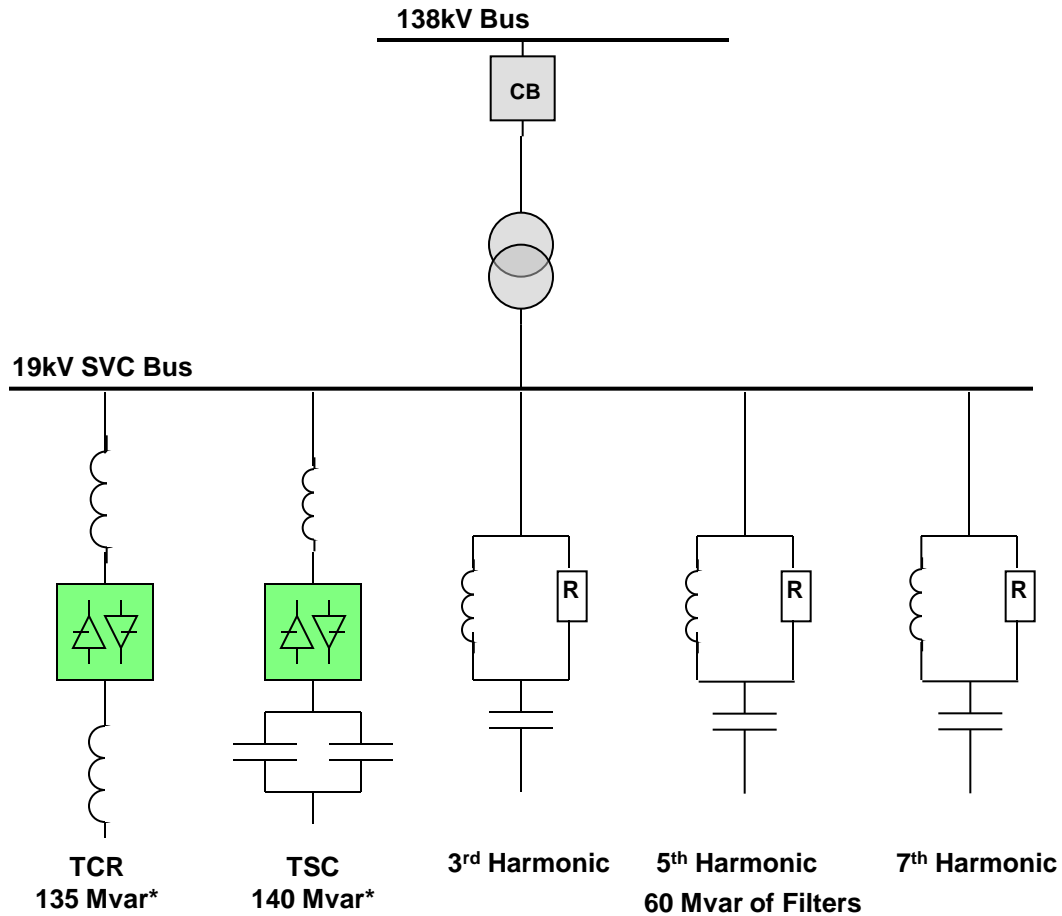 138kV Bus
CB
19kV SVC Bus
R
R
R
TCR
135 Mvar*
TSC
140 Mvar*
3rd Harmonic
5th Harmonic
7th Harmonic
60 Mvar of Filters